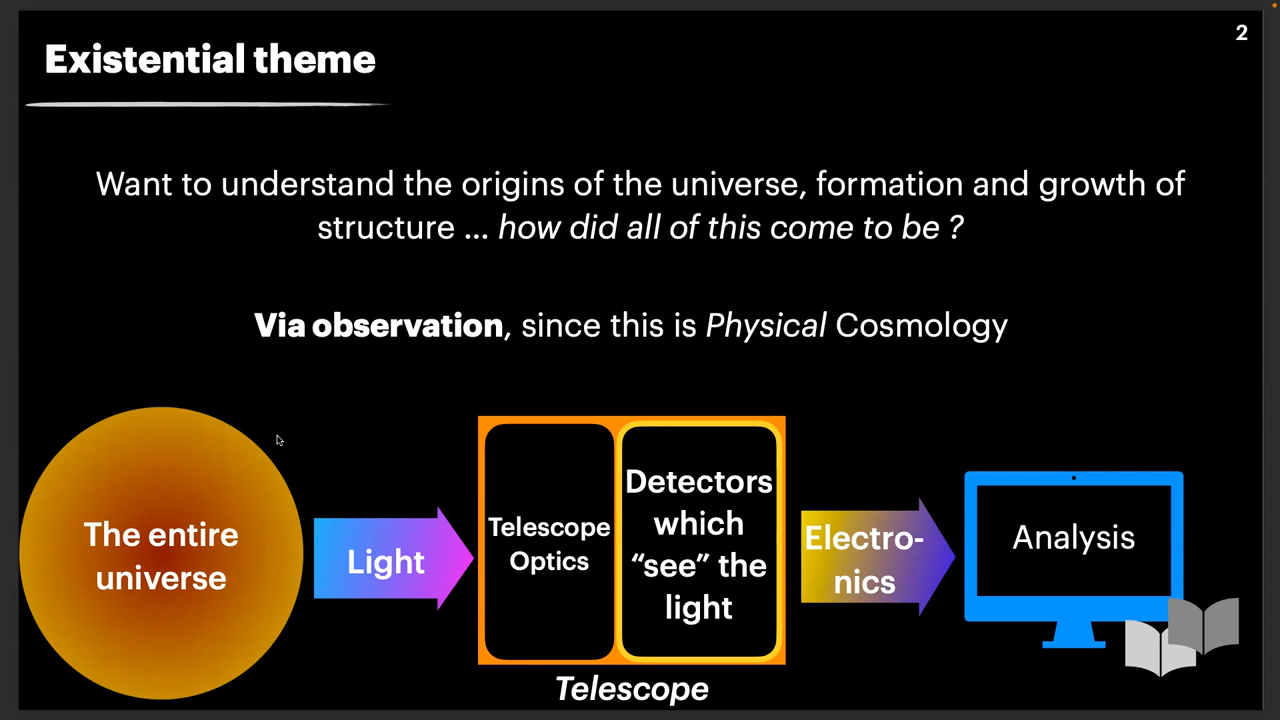 2
Existential theme
Want to understand the origins of the universe, formation and growth of
structure ... how did all of this come to be ?
Via observation, since this is Physical Cosmology
The entire
universe
Light
Telescope
Optics
Detectors
which
“see” the
light
Electro-
nics
Analysis
Telescope